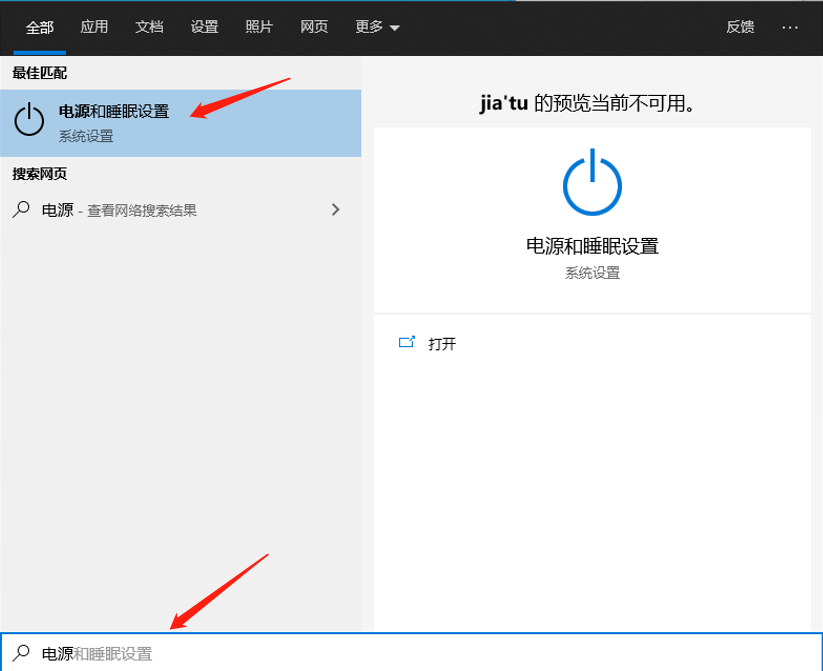 全部 应用 文档 设置 照片 网页 更多 反馈 ···
最佳匹配
电源和睡眠设置
系统设置
搜索网页
电源 - 查看网络搜索结果
jia'tu 的预览当前不可用。
电源和睡眠设置
系统设置
打开
电源和睡眠设置